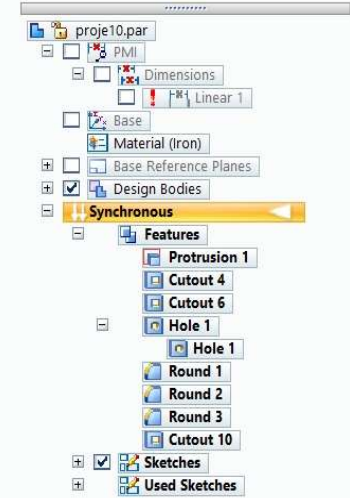 proje10.par
PMI
Dimensions
Linear 1
Base
Material (Iron)
Base Reference Planes
Design Bodies
Synchronous
Features
Protrusion 1
Cutout 4
Cutout 6
Hole 1
Hole 1
Round 1
Round 2
Round 3
Cutout 10
Sketches
Used Sketches